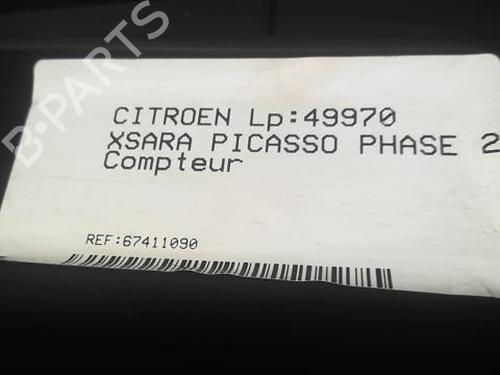 CITROEN Lp:49970
XSARA PICASSO PHASE 2
Compteur
REF:67411090
B-PARTS